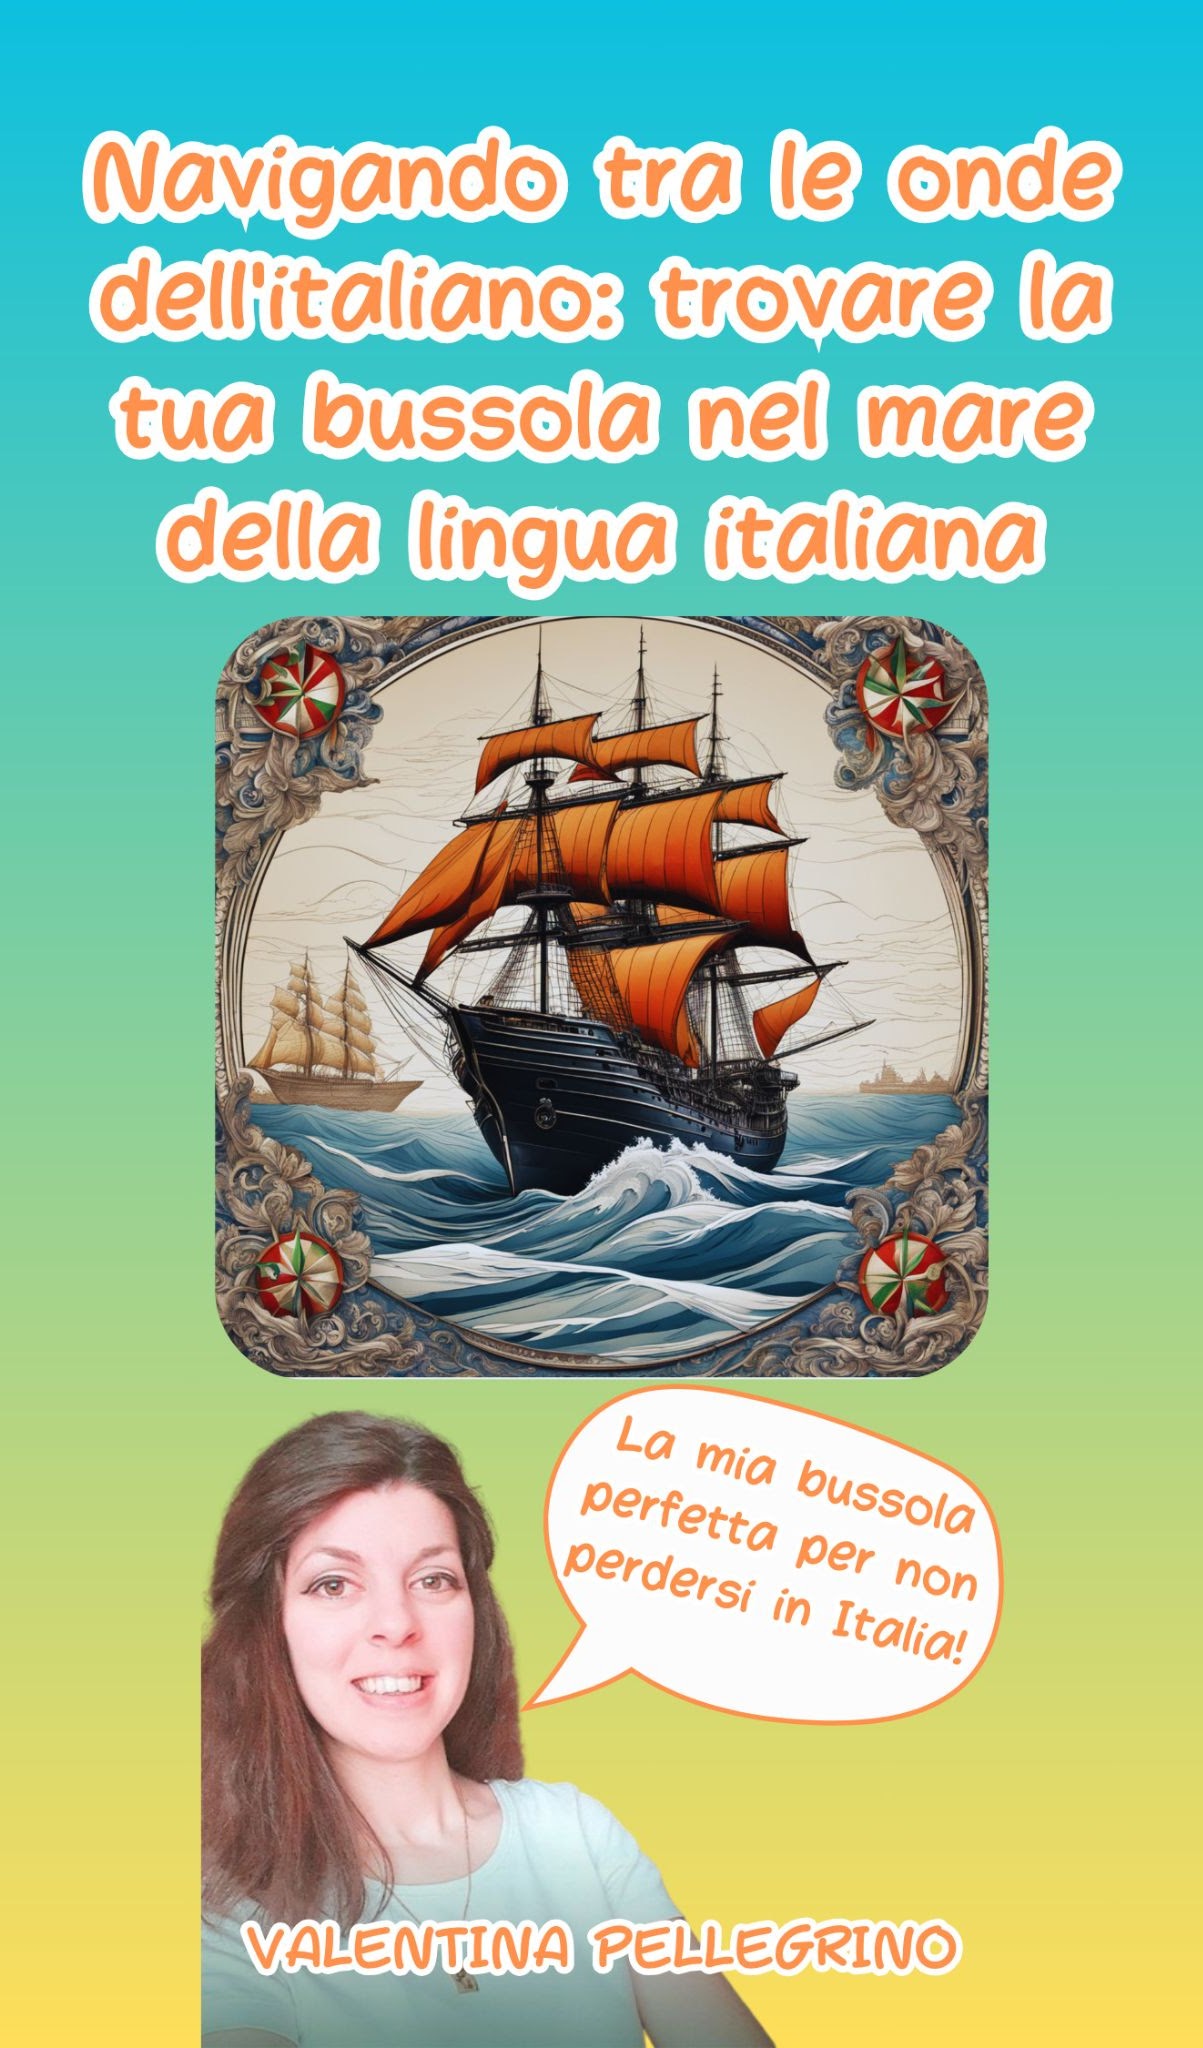 Navigando tra le onde
dell'italiano: trovare la
tua bussola nel mare
della lingua italiana
La mia bussola
perfetta per non
perdersi in Italia!
VALENTINA PELLEGRINO